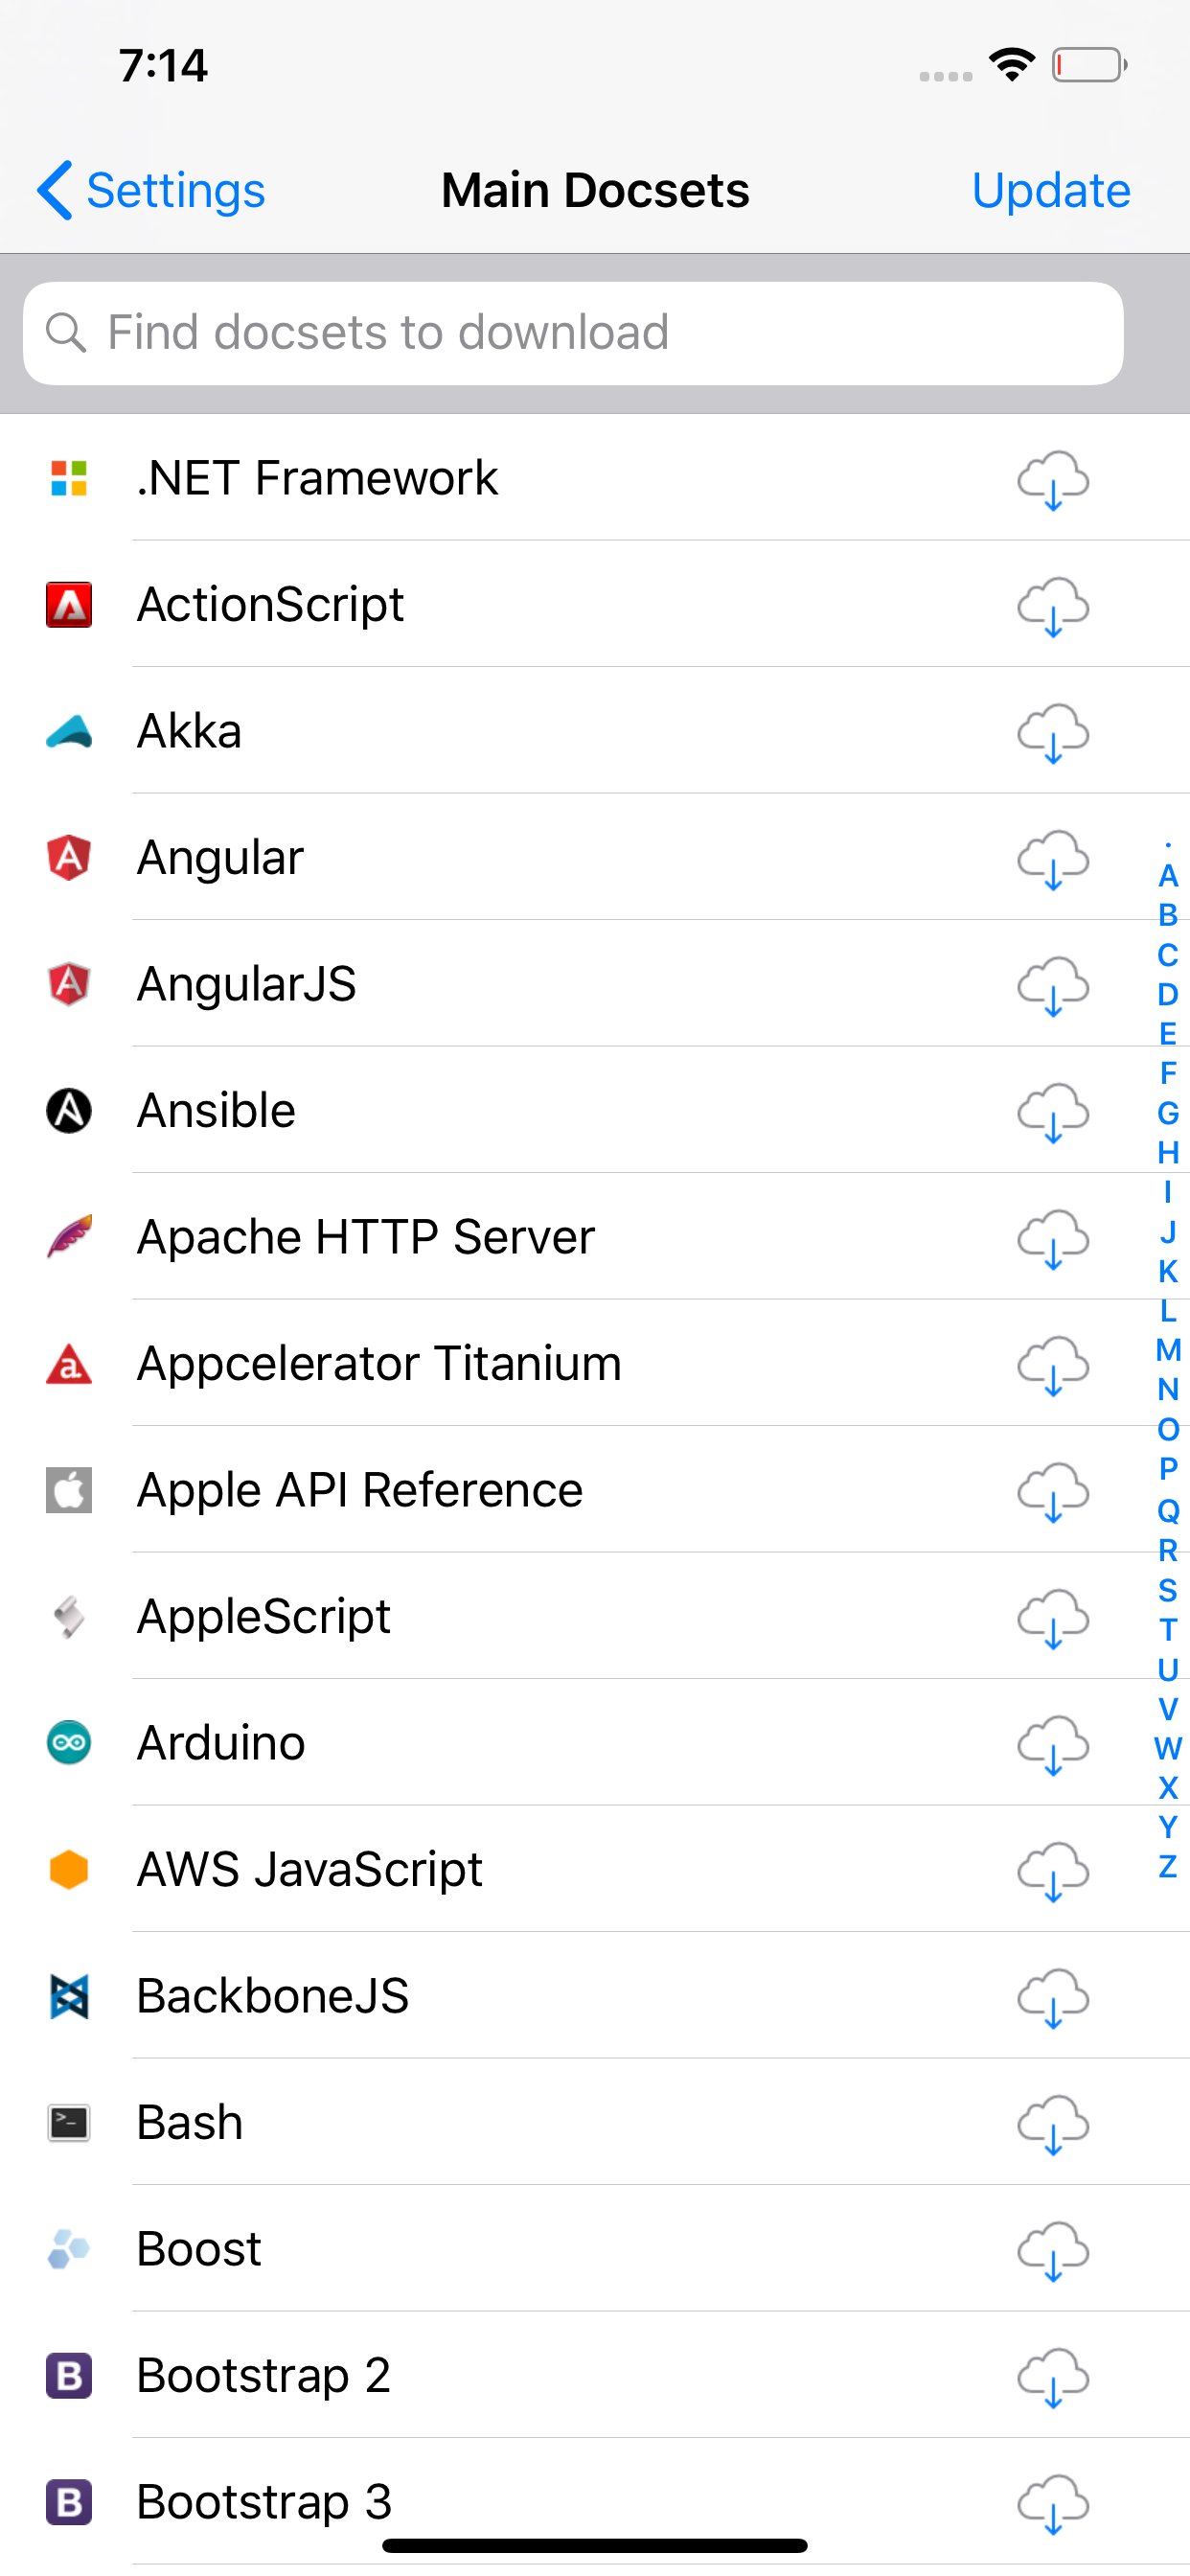 7:14
Settings Main Docsets Update
Find docsets to download
.NET Framework
ActionScript
Akka
Angular
AngularJS
Ansible
Apache HTTP Server
Appcelerator Titanium
Apple API Reference
AppleScript
Arduino
AWS JavaScript
BackboneJS
Bash
Boost
Bootstrap 2
Bootstrap 3
.
A
B
C
D
E
F
G
H
I
J
K
L
M
N
O
P
Q
R
S
T
U
V
W
X
Y
Z